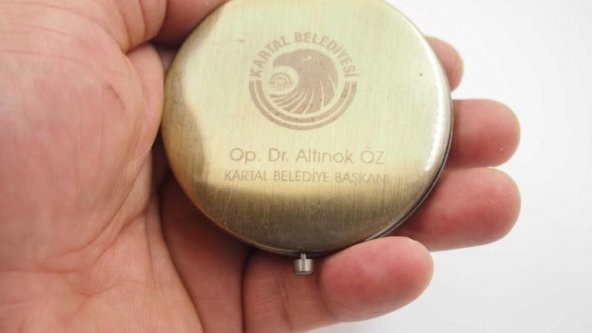 KARTAL BELEDİYESİ
Op. Dr. Altınok ÖZ
KARTAL BELEDİYE BAŞKANI